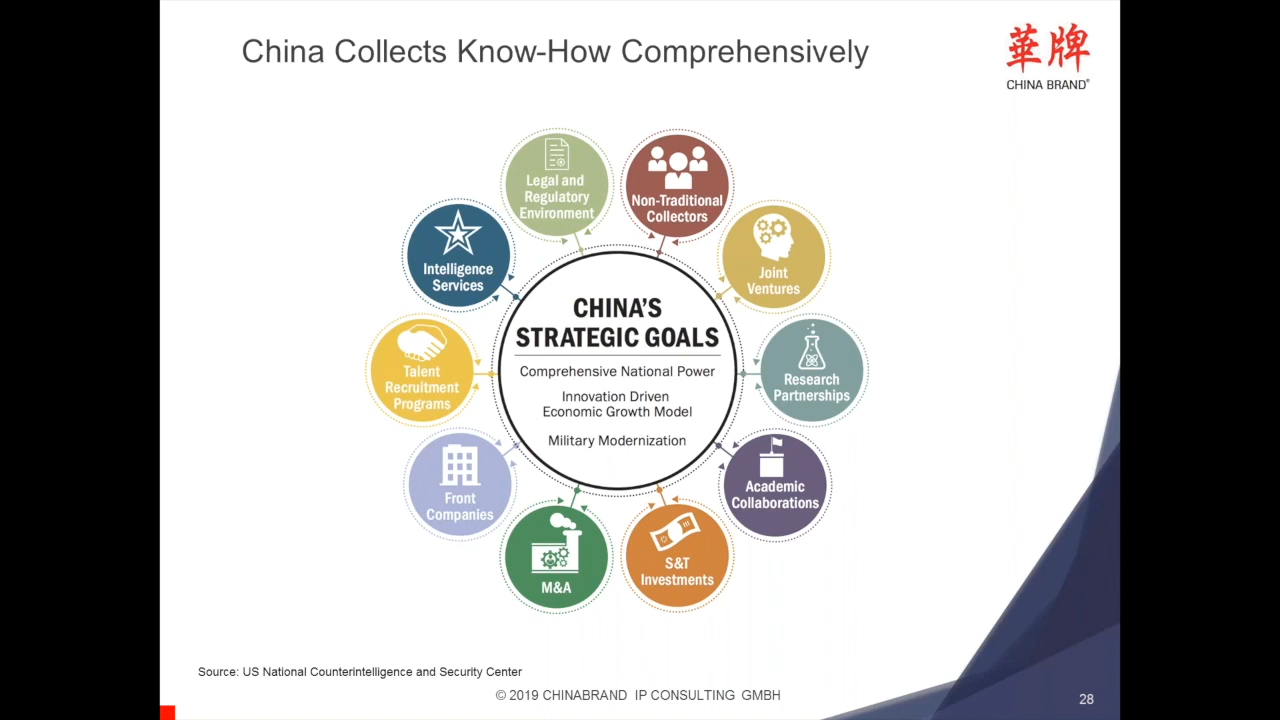 China Collects Know-How Comprehensively
華牌
CHINA BRAND®
Legal and
Regulatory
Environment
Non-Traditional
Collectors
Intelligence
Services
Joint
Ventures
CHINA'S
STRATEGIC GOALS
Comprehensive National Power
Innovation Driven
Economic Growth Model
Military Modernization
Talent
Recruitment
Programs
Research
Partnerships
Front
Companies
Academic
Collaborations
M&A
S&T
Investments
Source: US National Counterintelligence and Security Center
© 2019 CHINABRAND IP CONSULTING GMBH
28